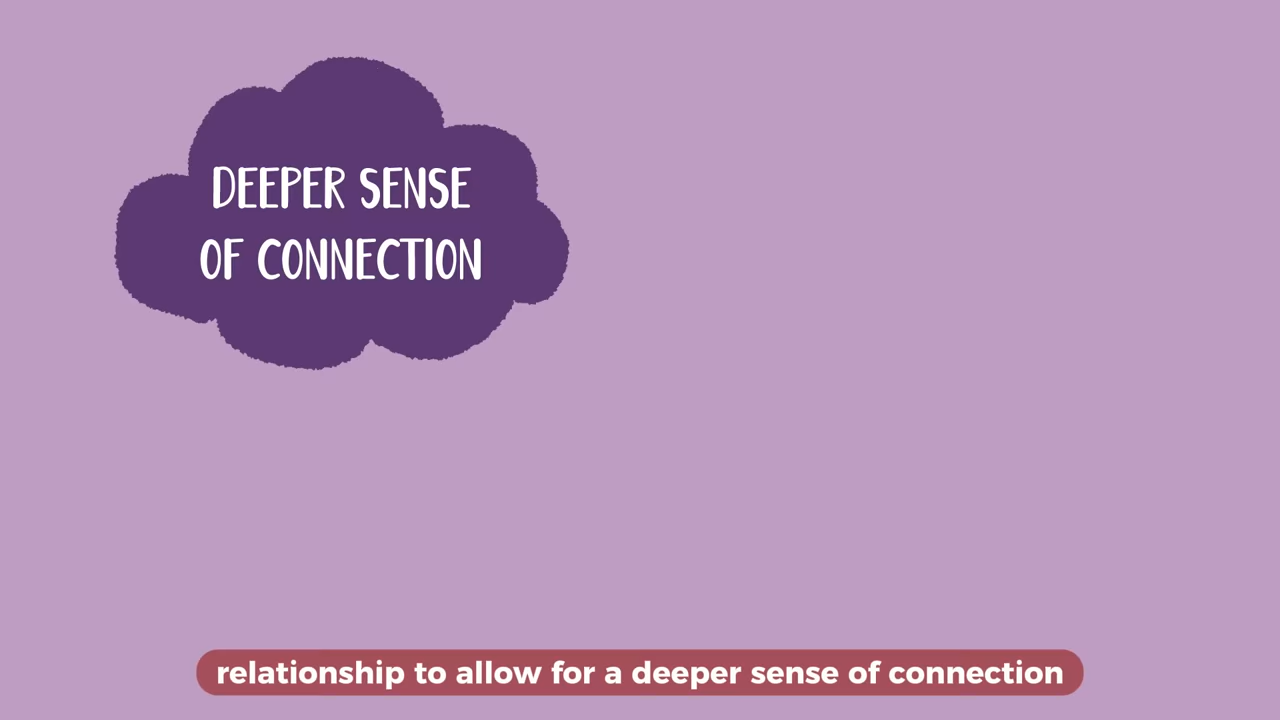 DEEPER SENSE
OF CONNECTION
relationship to allow for a deeper sense of connection